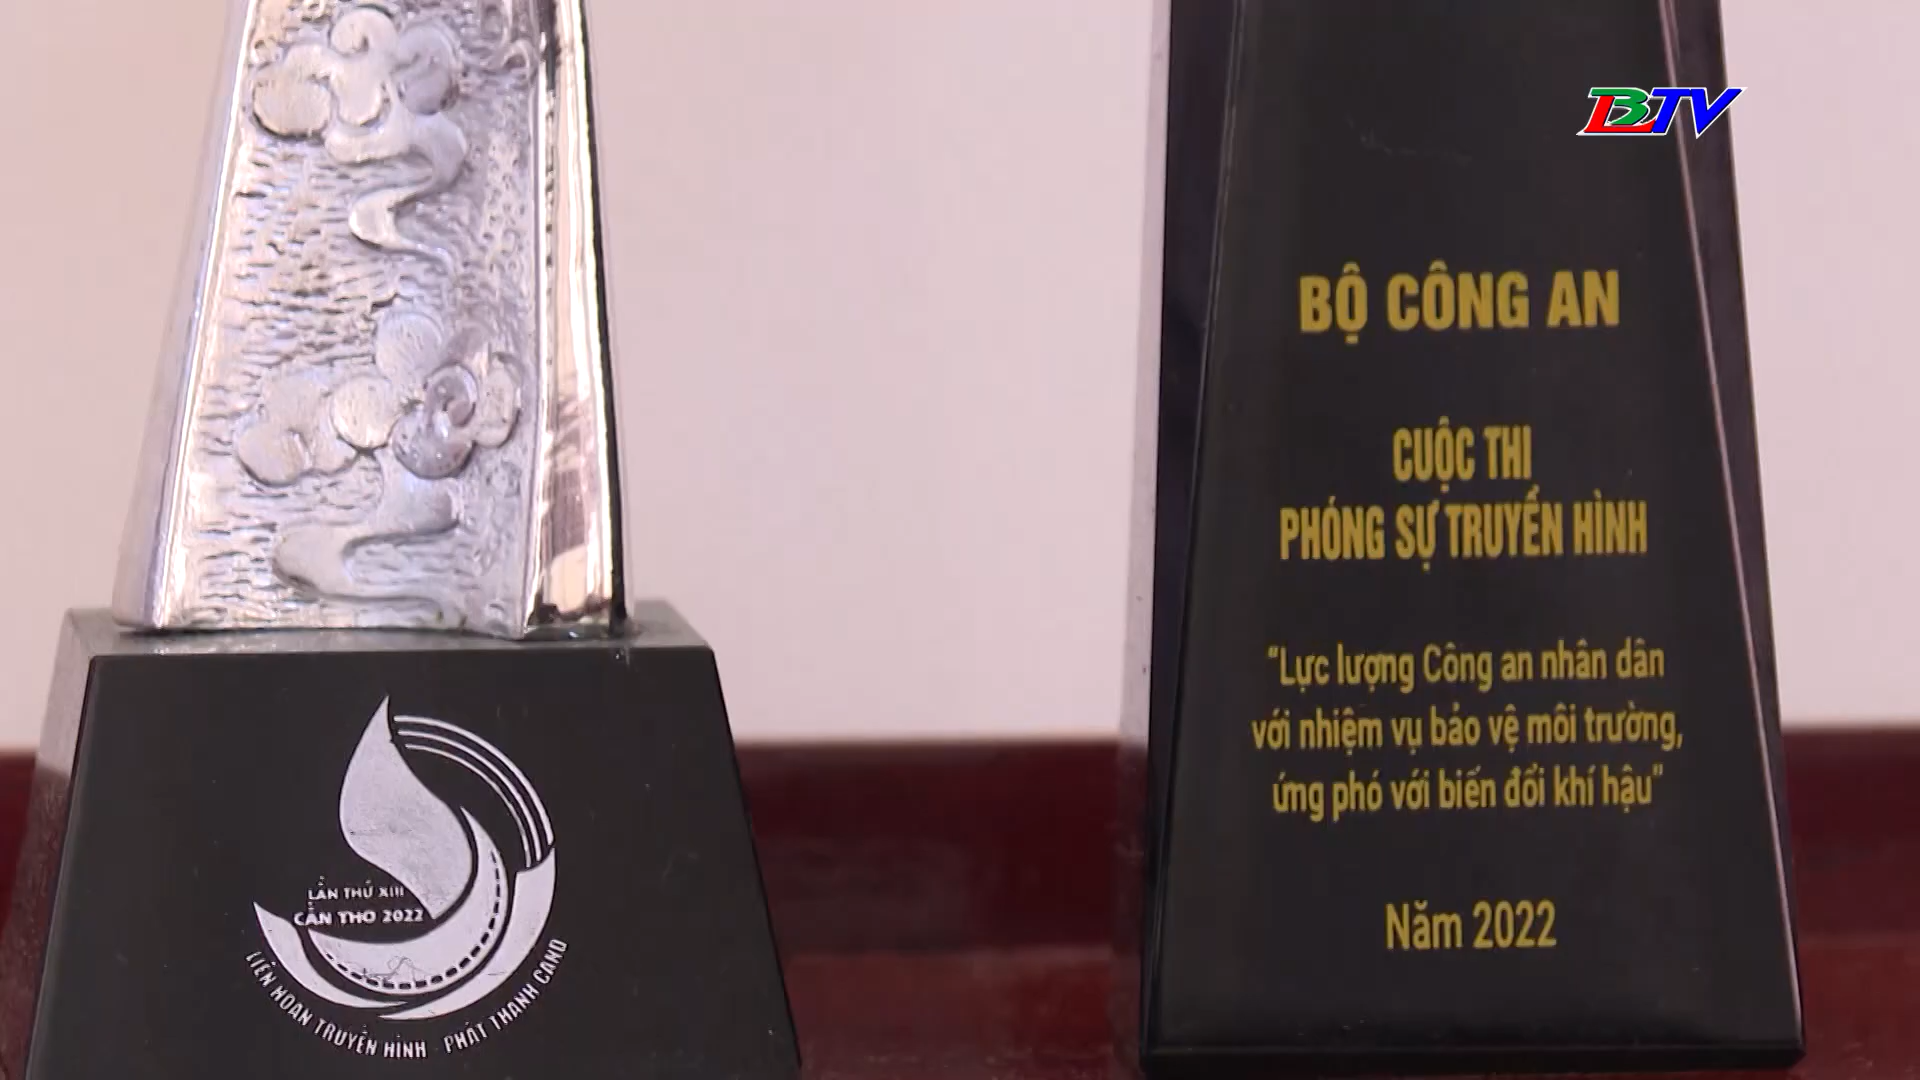 BTV
BỘ CÔNG AN
CUỘC THI
PHÓNG SỰ TRUYỀN HÌNH
“Lực lượng Công an nhân dân
với nhiệm vụ bảo vệ môi trường,
ứng phó với biến đổi khí hậu”
Năm 2022
LẦN THỨ XIII
CẦN THƠ 2022
LIÊN HOAN TRUYỀN HÌNH - PHÁT THANH CAND